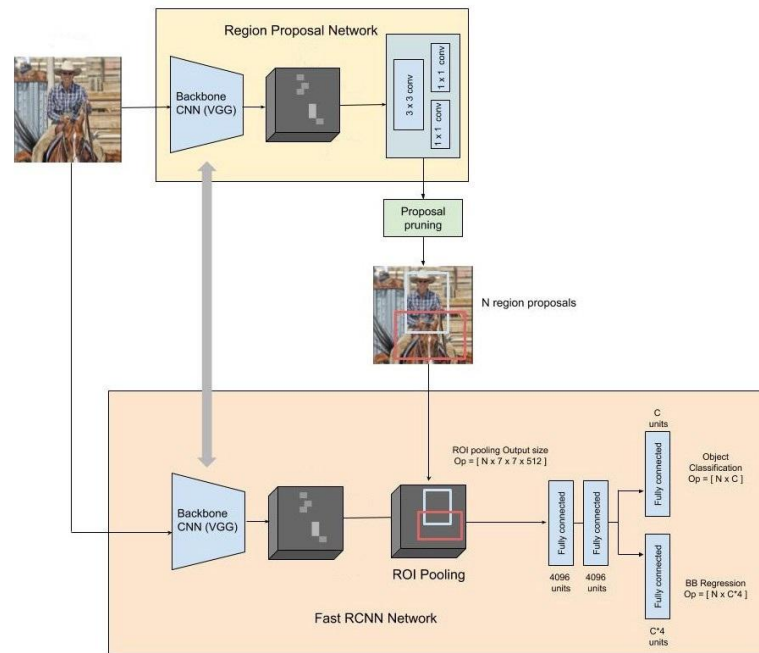 Region Proposal Network
Backbone
CNN (VGG)
3 x 3 conv
1 x 1 conv
1 x 1 conv
Proposal
pruning
N region proposals
Backbone
CNN (VGG)
ROI Pooling
ROI pooling Output size
Op = [ N x 7 x 7 x 512 ]
Fully connected
4096
units
Fully connected
4096
units
C
units
Fully connected
Object
Classification
Op = [ N x C ]
Fully connected
C*4
units
BB Regression
Op = [ N x C*4 ]
Fast RCNN Network